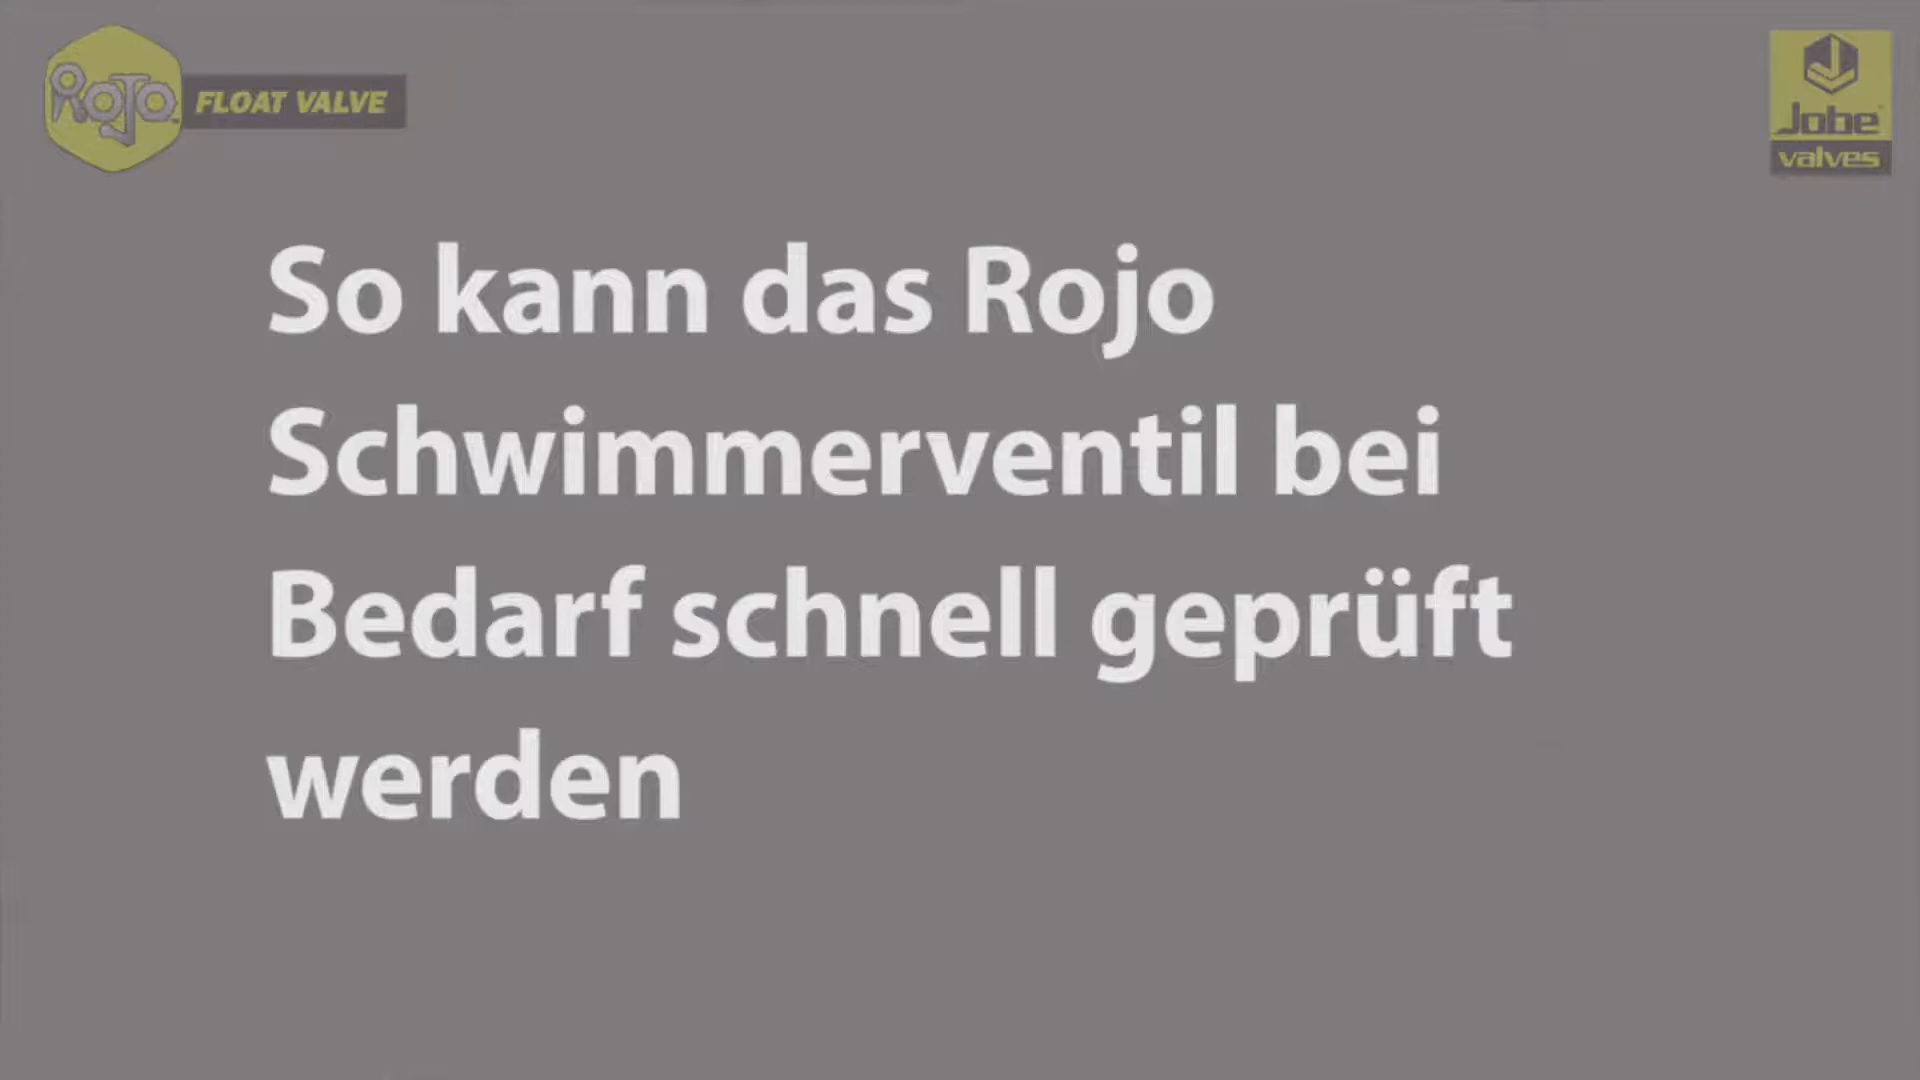 RoJo
FLOAT VALVE
Jobe
valves
So kann das Rojo
Schwimmerventil bei
Bedarf schnell geprüft
werden